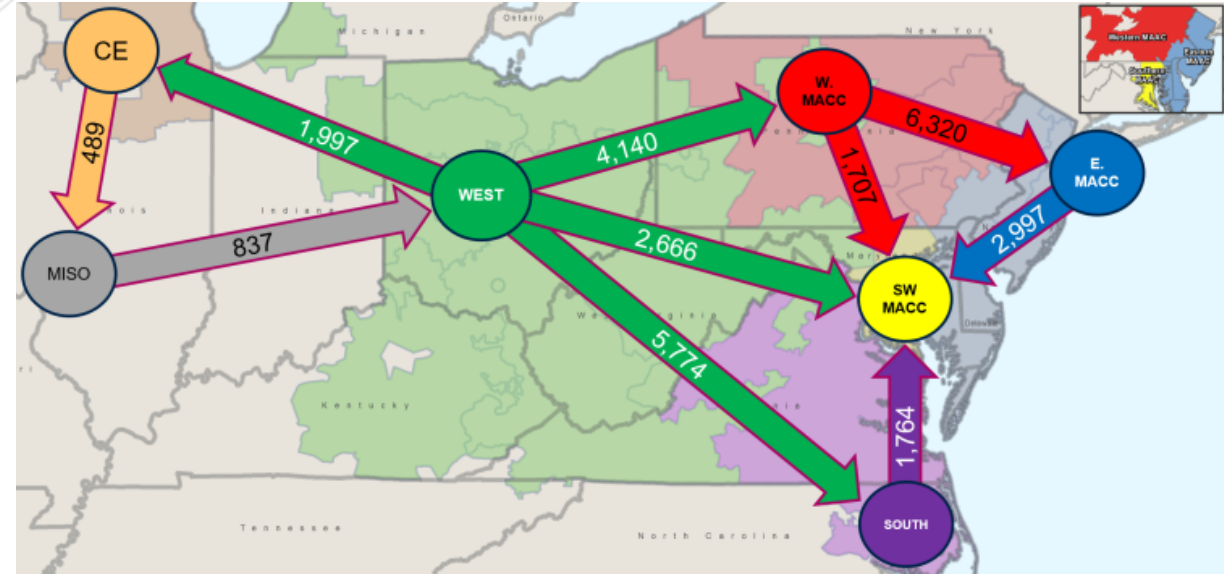 Ontario
Michigan
New York
Western MAAC
Eastern
MAAC
CE
W.
MACC
6,320
E.
MACC
489
1,997
4,140
1,707
WEST
2,997
Indiana
837
2,666
MISO
SW
MACC
Delaware
5,774
Kentucky
1,764
SOUTH
Tennessee
North Carolina